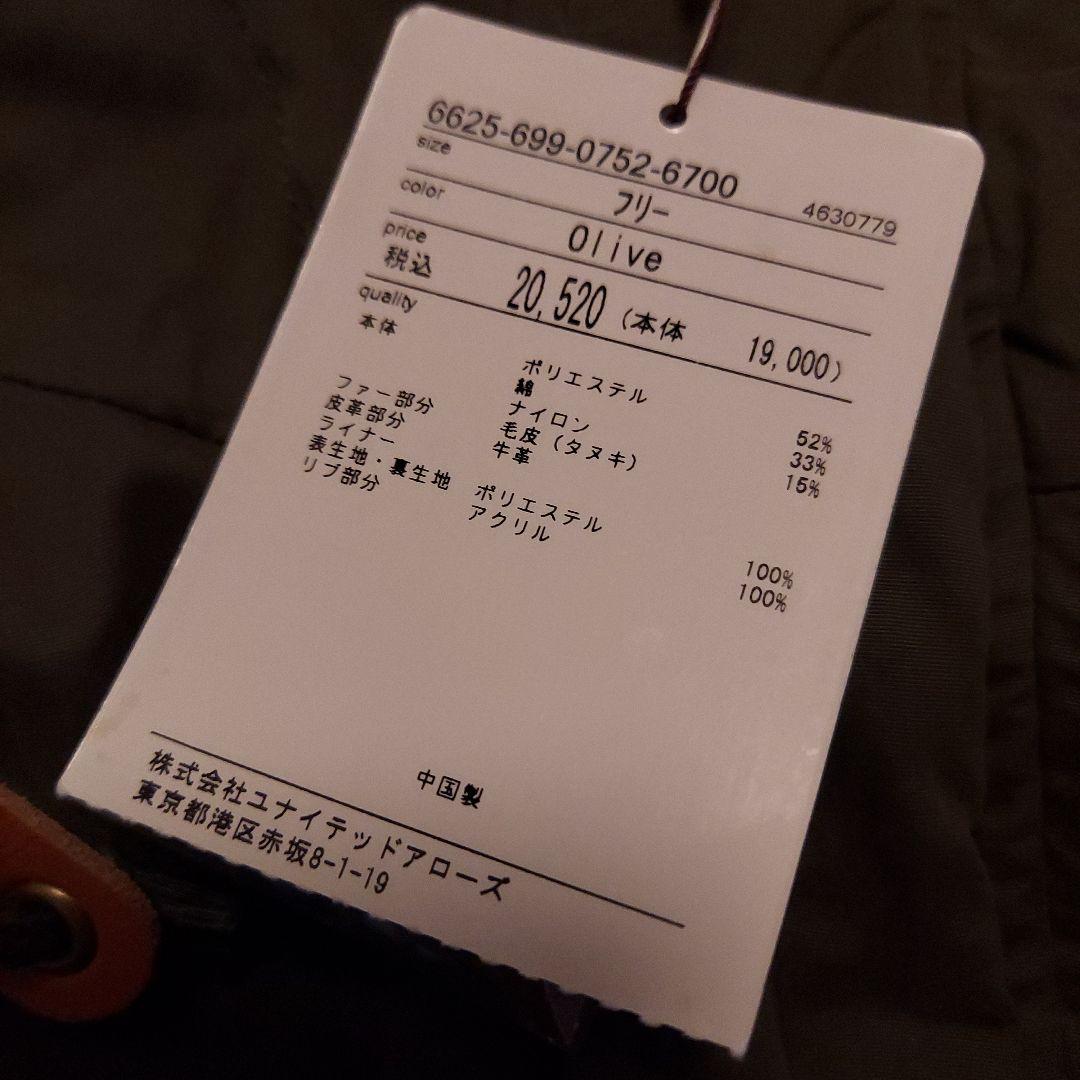 6625-699-0752-6700
4630779
size フリー
color Olive
price
税込 20,520 (本体 19,000)
quality
本体 ポリエステル 52%
綿 33%
ナイロン 15%
ファー部分 毛皮(タヌキ)
皮革部分 牛革
ライナー
表生地・裏生地 ポリエステル 100%
リブ部分 アクリル 100%
中国製
株式会社ユナイテッドアローズ
東京都港区赤坂8-1-19